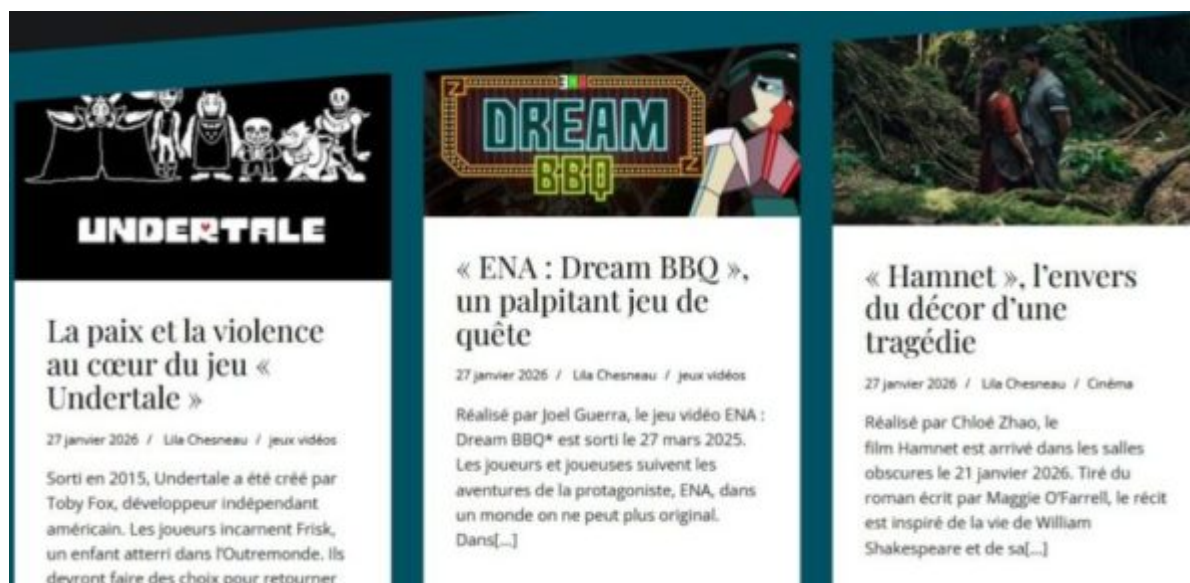 UNDERTALE
La paix et la violence
au cœur du jeu «
Undertale »
27 janvier 2026 / Lila Chesneau / jeux vidéos
Sorti en 2015, Undertale a été créé par
Toby Fox, développeur indépendant
américain. Les joueurs incarnent Frisk,
un enfant atterri dans l’Outremonde. Ils
devront faire des choix pour retourner
DREAM
BBQ
« ENA : Dream BBQ »,
un palpitant jeu de
quête
27 janvier 2026 / Lila Chesneau / jeux vidéos
Réalisé par Joel Guerra, le jeu vidéo ENA :
Dream BBQ* est sorti le 27 mars 2025.
Les joueurs et joueuses suivent les
aventures de la protagoniste, ENA, dans
un monde on ne peut plus original.
Dans[...]
« Hamnet », l’envers
du décor d’une
tragédie
27 janvier 2026 / Lila Chesneau / Cinéma
Réalisé par Chloé Zhao, le
film Hamnet est arrivé dans les salles
obscures le 21 janvier 2026. Tiré du
roman écrit par Maggie O’Farrell, le récit
est inspiré de la vie de William
Shakespeare et de sa[...]